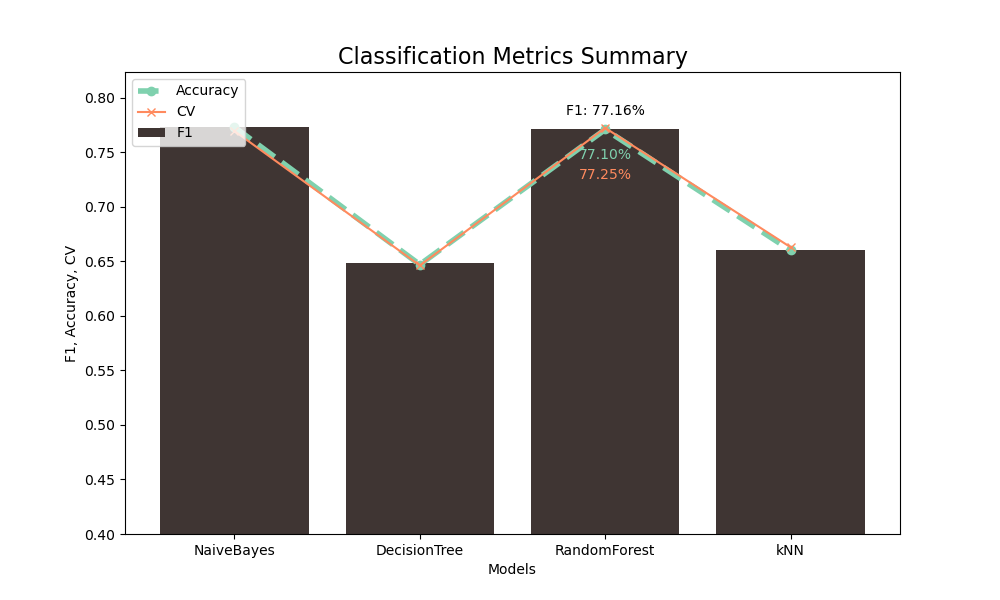 Classification Metrics Summary
Accuracy
CV
F1
F1: 77.16%
77.10%
77.25%
0.80
0.75
0.70
0.65
0.60
0.55
0.50
0.45
0.40
F1, Accuracy, CV
NaiveBayes
DecisionTree
RandomForest
kNN
Models